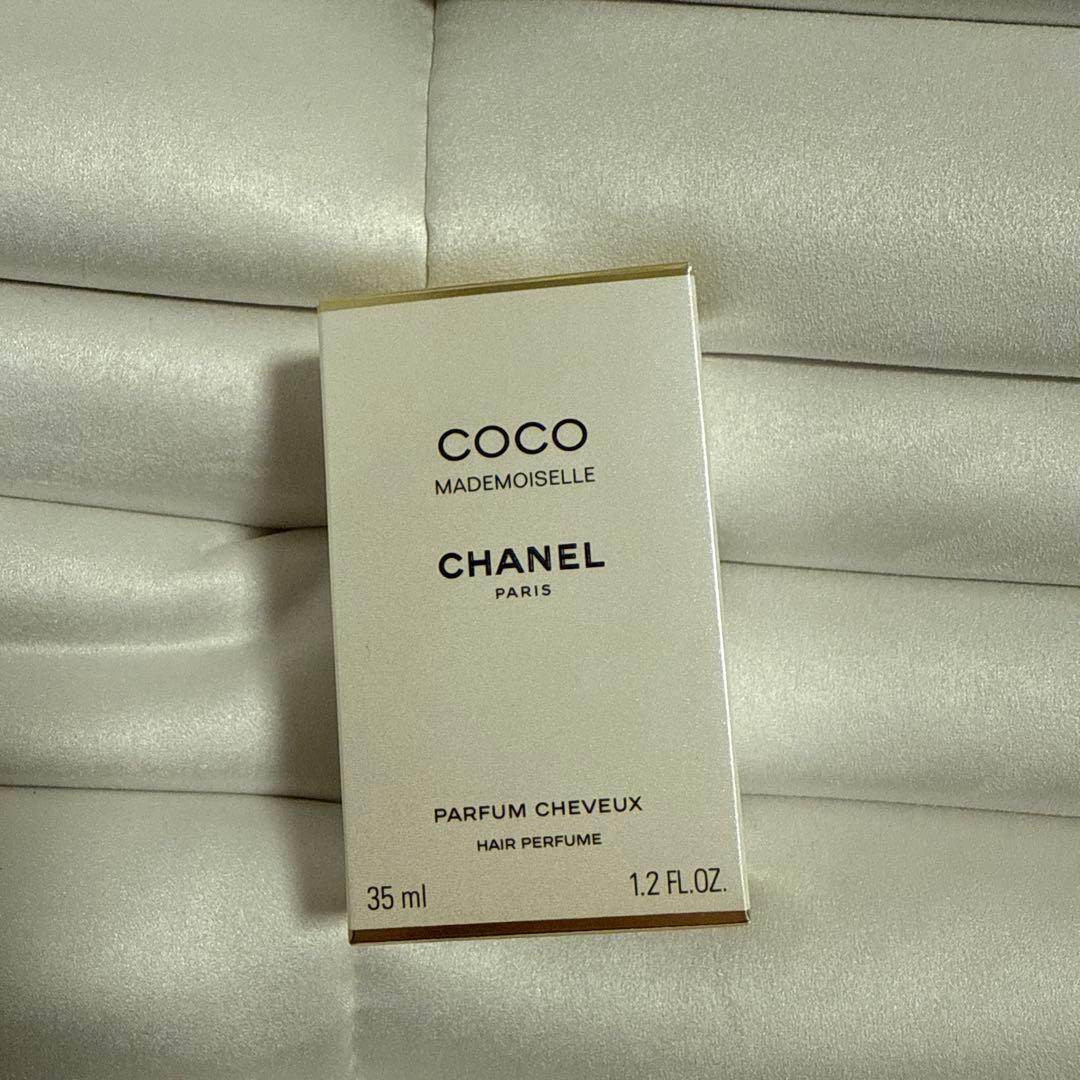 COCO
MADEMOISELLE
CHANEL
PARIS
PARFUM CHEVEUX
HAIR PERFUME
35 ml 1.2 FL.OZ.